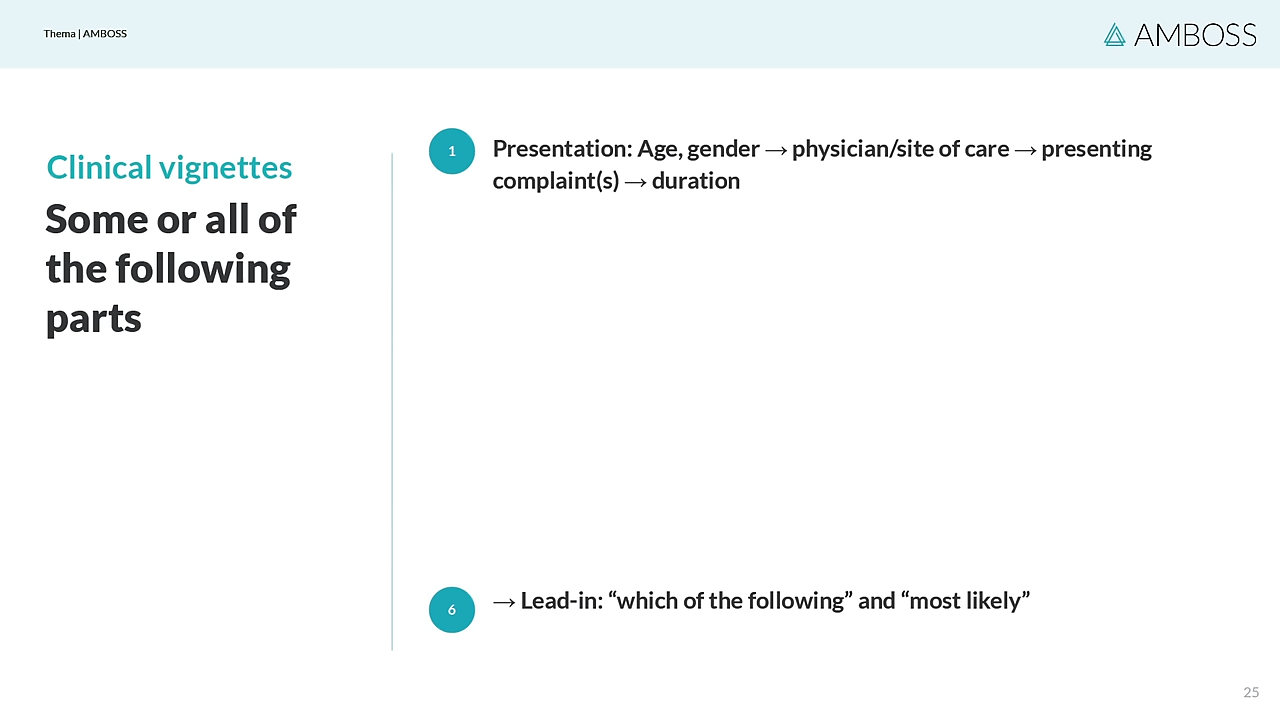 Thema | AMBOSS
AMBOSS
Clinical vignettes
Some or all of
the following
parts
1
Presentation: Age, gender → physician/site of care → presenting
complaint(s) → duration
6
→ Lead-in: “which of the following” and “most likely”
25